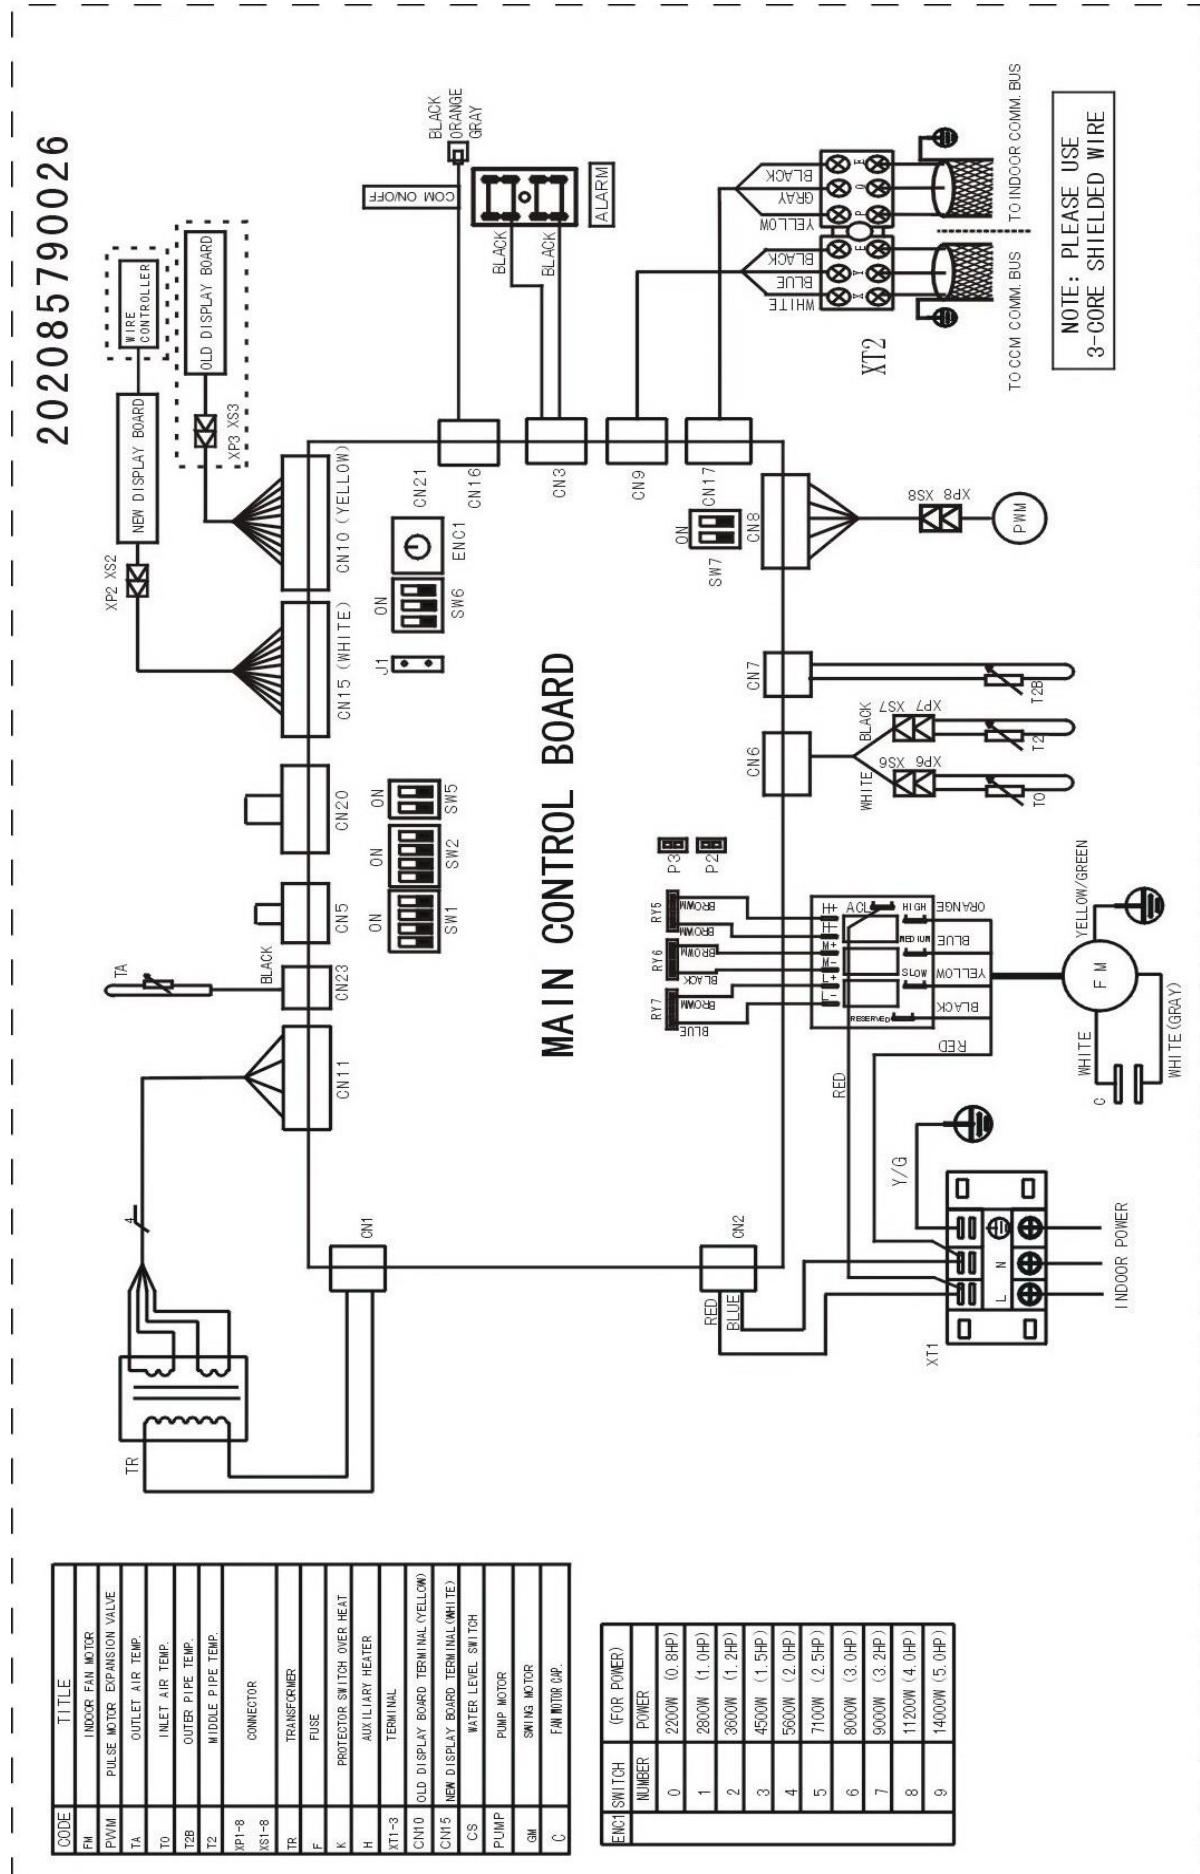 202085790026
WIRE
CONTROLLER
NEW DISPLAY BOARD
OLD DISPLAY BOARD
XP2 XS2
XP3 XS3
COM ON/OFF
BLACK
ORANGE
GRAY
ALARM
BLACK
BLACK
TA
BLACK
4
TR
CN11
CN23
CN5
CN20
CN15 (WHITE)
CN10 (YELLOW)
CN1
ON
SW1
ON
SW2
ON
SW5
J1
ON
SW6
ENC1
CN21
CN16
CN3
CN9
CN17
MAIN CONTROL BOARD
YELLOW
GRAY
BLACK
WHITE
BLUE
BLACK
P Q E
X Y E
XT2
TO CCM COMM. BUS
TO INDOOR COMM. BUS
NOTE: PLEASE USE
3-CORE SHIELDED WIRE
ON
SW7
CN8
CN7
CN6
CN2
P3
P2
XS8 XP8
PWM
WHITE
BLACK
XS6 XP6
XS7 XP7
T0
T2
T2B
RY7
RY6
RY5
BLUE
BROWM
BLACK
BROWM
BROWM
BROWM
L-
L+
M-
M+
H-
H+
ACL
RESERVED
SLOW
MEDIUM
HIGH
BLACK
YELLOW
BLUE
ORANGE
RED
RED
RED
BLUE
Y/G
XT1
L N
INDOOR POWER
WHITE
C
WHITE(GRAY)
FM
YELLOW/GREEN
CODE TITLE
FM INDOOR FAN MOTOR
PWM PULSE MOTOR EXPANSION VALVE
TA OUTLET AIR TEMP.
T0 INLET AIR TEMP.
T2B OUTER PIPE TEMP.
T2 MIDDLE PIPE TEMP.
XP1-8
XS1-8 CONNECTOR
TR TRANSFORMER
F FUSE
K PROTECTOR SWITCH OVER HEAT
H AUXILIARY HEATER
XT1-3 TERMINAL
CN10 OLD DISPLAY BOARD TERMINAL(YELLOW)
CN15 NEW DISPLAY BOARD TERMINAL(WHITE)
CS WATER LEVEL SWITCH
PUMP PUMP MOTOR
GM SWING MOTOR
C FAN MOTOR CAP.
ENC1 SWITCH (FOR POWER)
NUMBER POWER
0 2200W (0.8HP)
1 2800W (1.0HP)
2 3600W (1.2HP)
3 4500W (1.5HP)
4 5600W (2.0HP)
5 7100W (2.5HP)
6 8000W (3.0HP)
7 9000W (3.2HP)
8 11200W (4.0HP)
9 14000W (5.0HP)